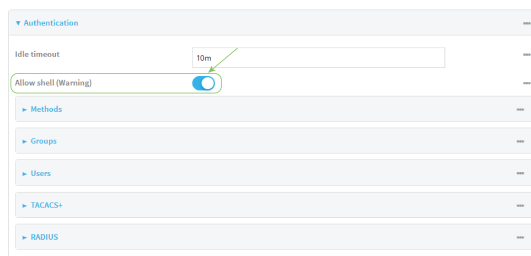 Authentication
Idle timeout
10m
Allow shell (Warning)
Methods
Groups
Users
TACACS+
RADIUS